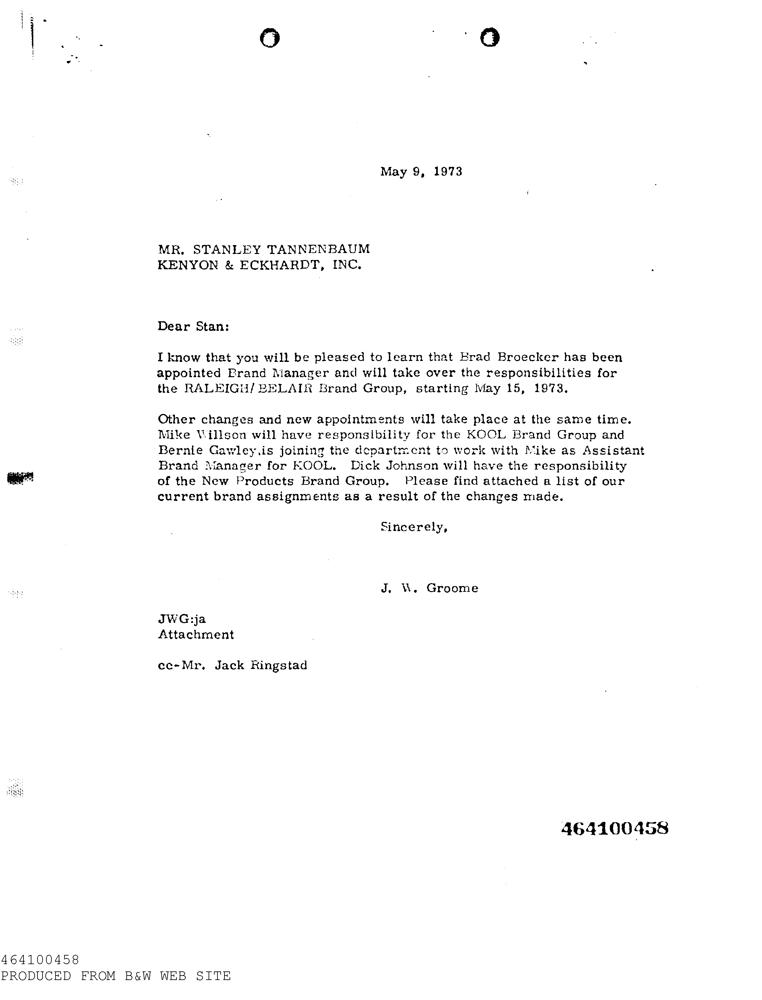 May 9, 1973
MR. STANLEY TANNENBAUM
KENYON & ECKHARDT, INC.
Dear Stan:
I know that you will be pleased to learn that Brad Broecker has been
appointed Brand Manager and will take over the responsibilities for
the RALEIGH/BELAIR Brand Group, starting May 15, 1973.
Other changes and new appointments will take place at the same time.
Mike Willson will have responsibility for the KOOL Brand Group and
Bernie Gawley.is joining the department to work with Mike as Assistant
Brand Manager for KOOL. Dick Johnson will have the responsibility
of the New Products Brand Group. Please find attached a list of our
current brand assignments as a result of the changes made.
Sincerely,
J. W. Groome
JWG:ja
Attachment
cc-Mr. Jack Ringstad
464100458
464100458
PRODUCED FROM B&W WEB SITE